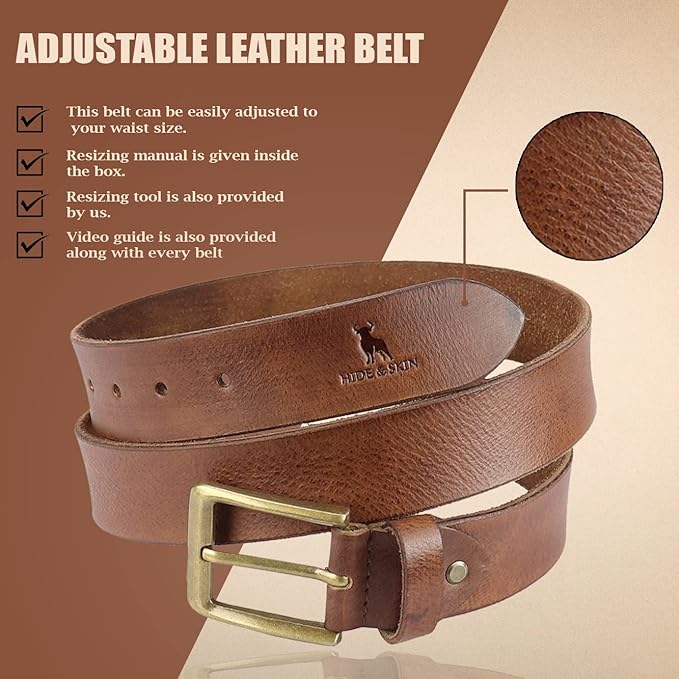 ADJUSTABLE LEATHER BELT
This belt can be easily adjusted to
your waist size.
Resizing manual is given inside
the box.
Resizing tool is also provided
by us.
Video guide is also provided
along with every belt
HIDE & SKIN